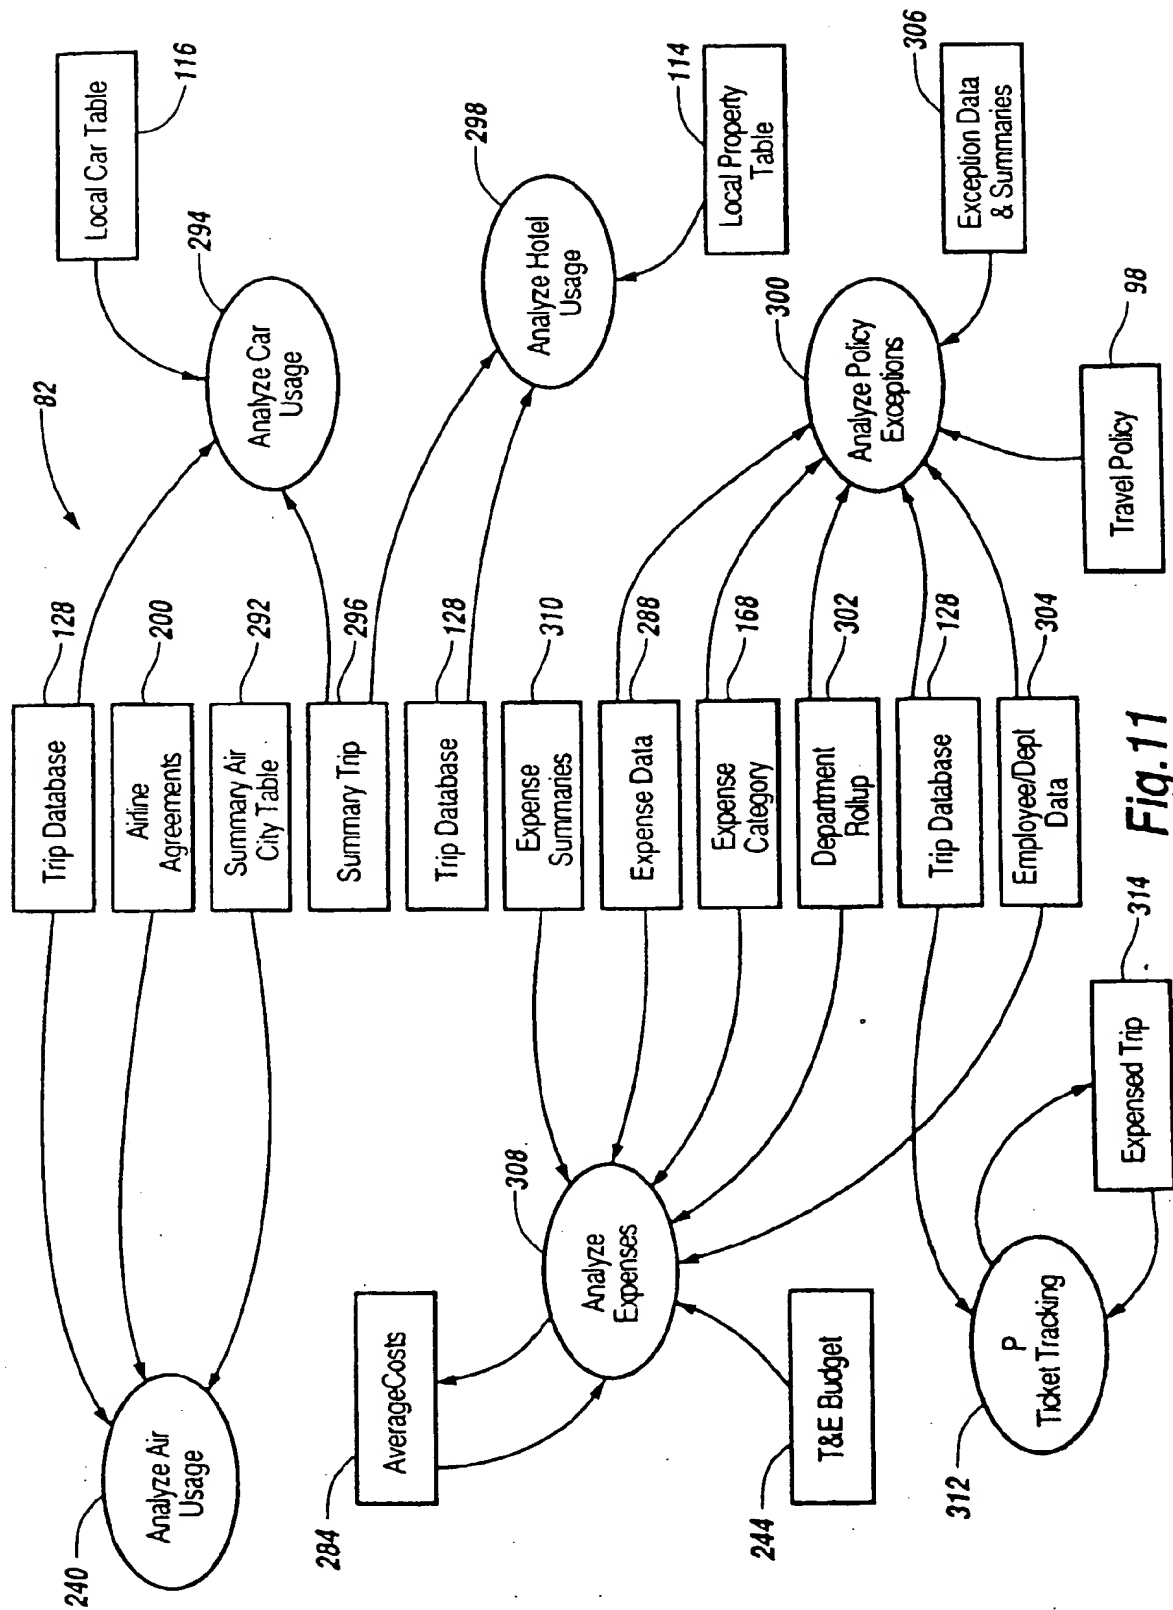 82
Trip Database
128
Airline
Agreements
200
Summary Air
City Table
292
Summary Trip
296
Trip Database
128
Expense
Summaries
310
Expense Data
288
Expense
Category
168
Department
Rollup
302
Trip Database
128
Employee/Dept
Data
304
Local Car Table
116
Analyze Car
Usage
294
Analyze Hotel
Usage
298
Local Property
Table
114
Analyze Policy
Exceptions
300
Exception Data
& Summaries
306
Travel Policy
98
Analyze Air
Usage
240
AverageCosts
284
Analyze
Expenses
308
T&E Budget
244
P
Ticket Tracking
312
Expensed Trip
314
Fig.11